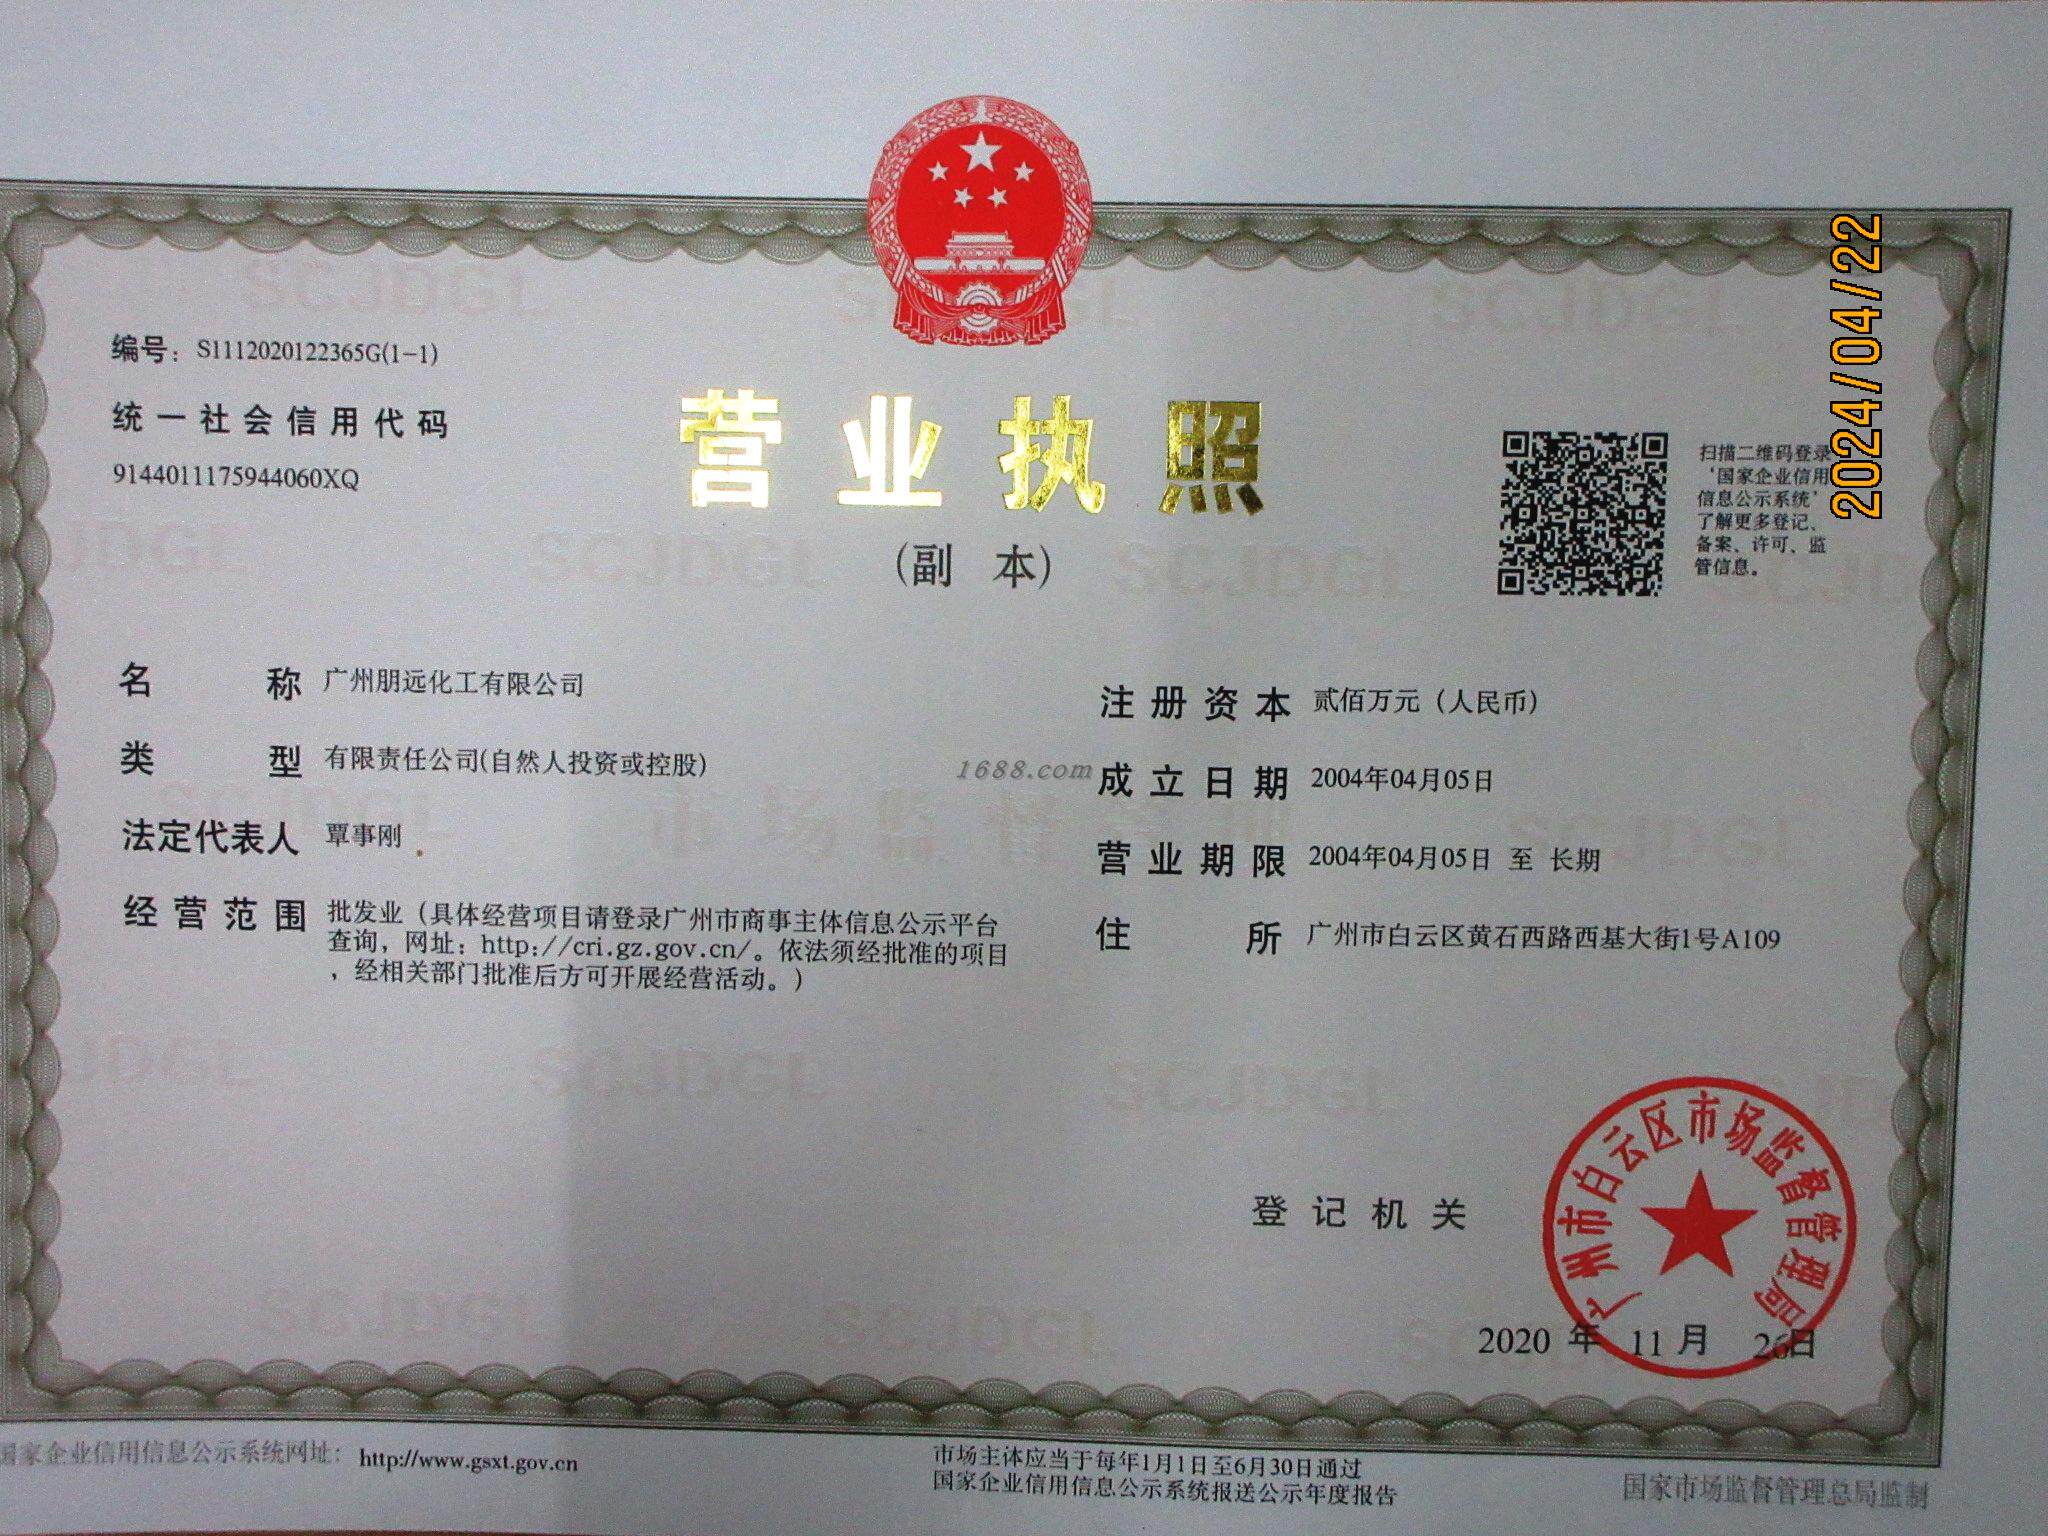 编号：S1112020122365G(1-1)
统一社会信用代码
91440111759440​60XQ
营业执照
(副 本)
扫描二维码登录
‘国家企业信用
信息公示系统’
了解更多登记、
备案、许可、监
管信息。
2024/04/22
名 称 广州朋远化工有限公司
类 型 有限责任公司(自然人投资或控股)
法定代表人 覃事刚
经营范围 批发业（具体经营项目请登录广州市商事主体信息公示平台
查询，网址：http://cri.gz.gov.cn/。依法须经批准的项目
，经相关部门批准后方可开展经营活动。）
1688.com
注册资本 贰佰万元（人民币）
成立日期 2004年04月05日
营业期限 2004年04月05日 至 长期
住 所 广州市白云区黄石西路西基大街1号A109
登记机关
广州市白云区市场监督管理局
2020 年 11 月 26日
国家企业信用信息公示系统网址：http://www.gsxt.gov.cn
市场主体应当于每年1月1日至6月30日通过
国家企业信用信息公示系统报送公示年度报告
国家市场监督管理总局监制